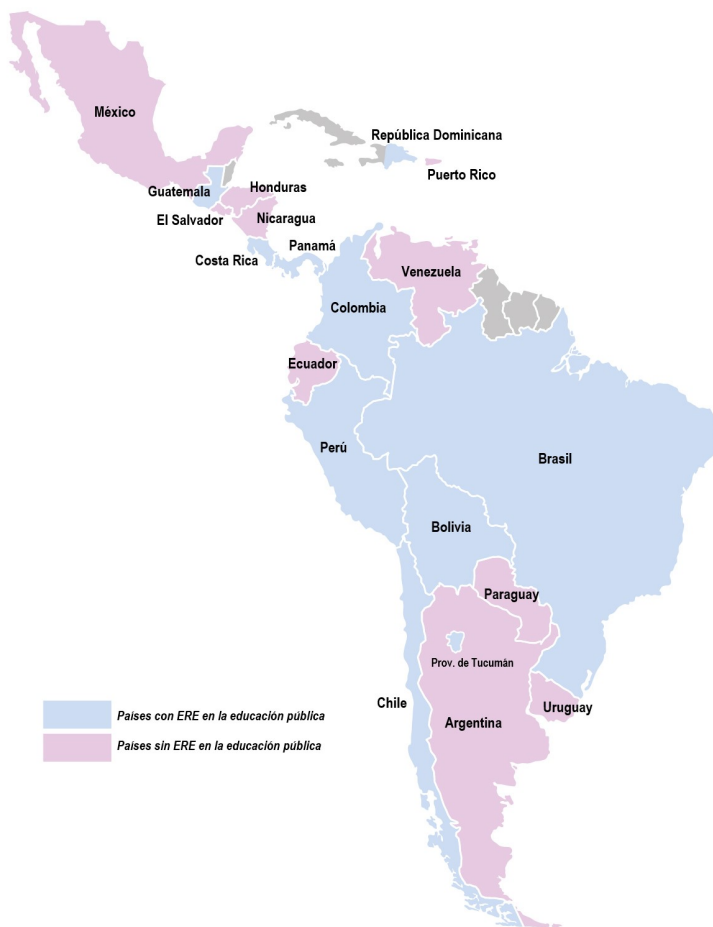 México
República Dominicana
Puerto Rico
Guatemala
Honduras
El Salvador
Nicaragua
Costa Rica
Panamá
Venezuela
Colombia
Ecuador
Perú
Brasil
Bolivia
Paraguay
Prov. de Tucumán
Chile
Argentina
Uruguay
Países con ERE en la educación pública
Países sin ERE en la educación pública